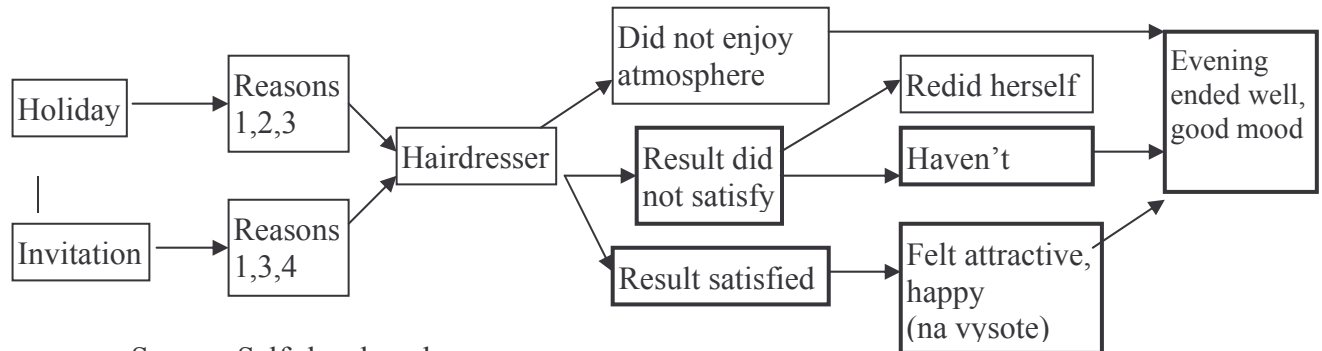 Holiday
Invitation
Reasons
1,2,3
Reasons
1,3,4
Hairdresser
Did not enjoy
atmosphere
Result did
not satisfy
Result satisfied
Redid herself
Haven’t
Felt attractive,
happy
(na vysote)
Evening
ended well,
good mood